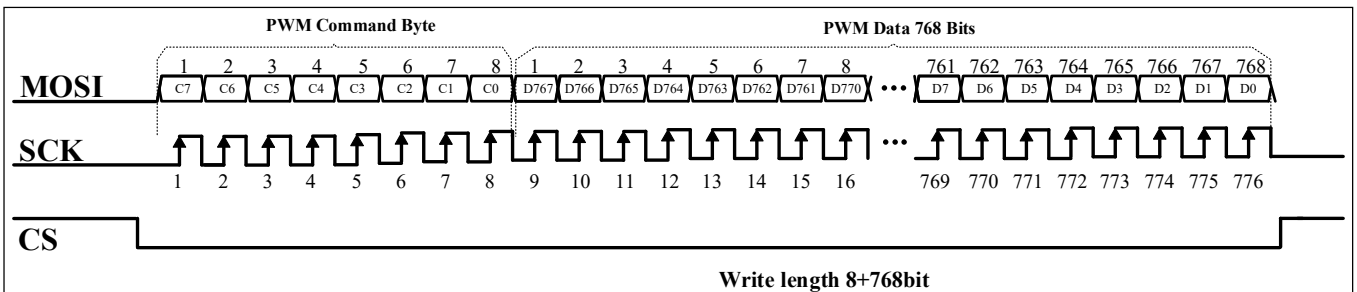 PWM Command Byte PWM Data 768 Bits
1 2 3 4 5 6 7 8 1 2 3 4 5 6 7 8 761 762 763 764 765 766 767 768
MOSI C7 C6 C5 C4 C3 C2 C1 C0 D767 D766 D765 D764 D763 D762 D761 D770 ••• D7 D6 D5 D4 D3 D2 D1 D0
SCK •••
1 2 3 4 5 6 7 8 9 10 11 12 13 14 15 16 769 770 771 772 773 774 775 776
CS
Write length 8+768bit